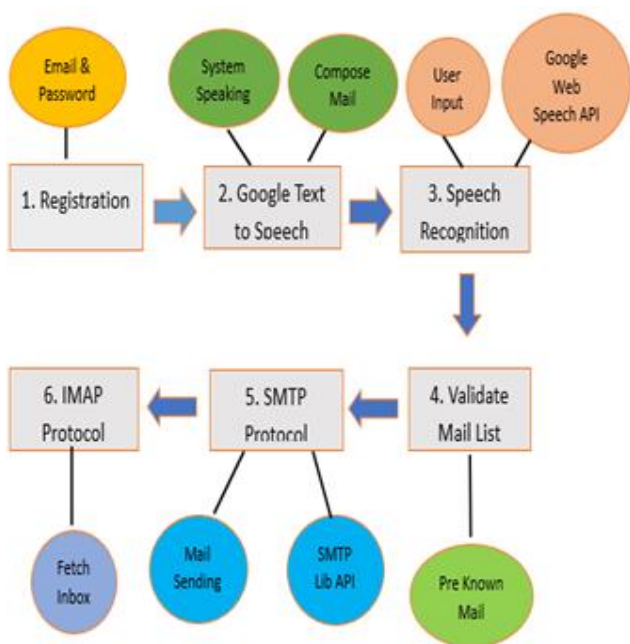 Email &
Password
System
Speaking
Compose
Mail
User
Input
Google
Web
Speech API
1. Registration
2. Google Text
to Speech
3. Speech
Recognition
6. IMAP
Protocol
5. SMTP
Protocol
4. Validate
Mail List
Fetch
Inbox
Mail
Sending
SMTP
Lib API
Pre Known
Mail